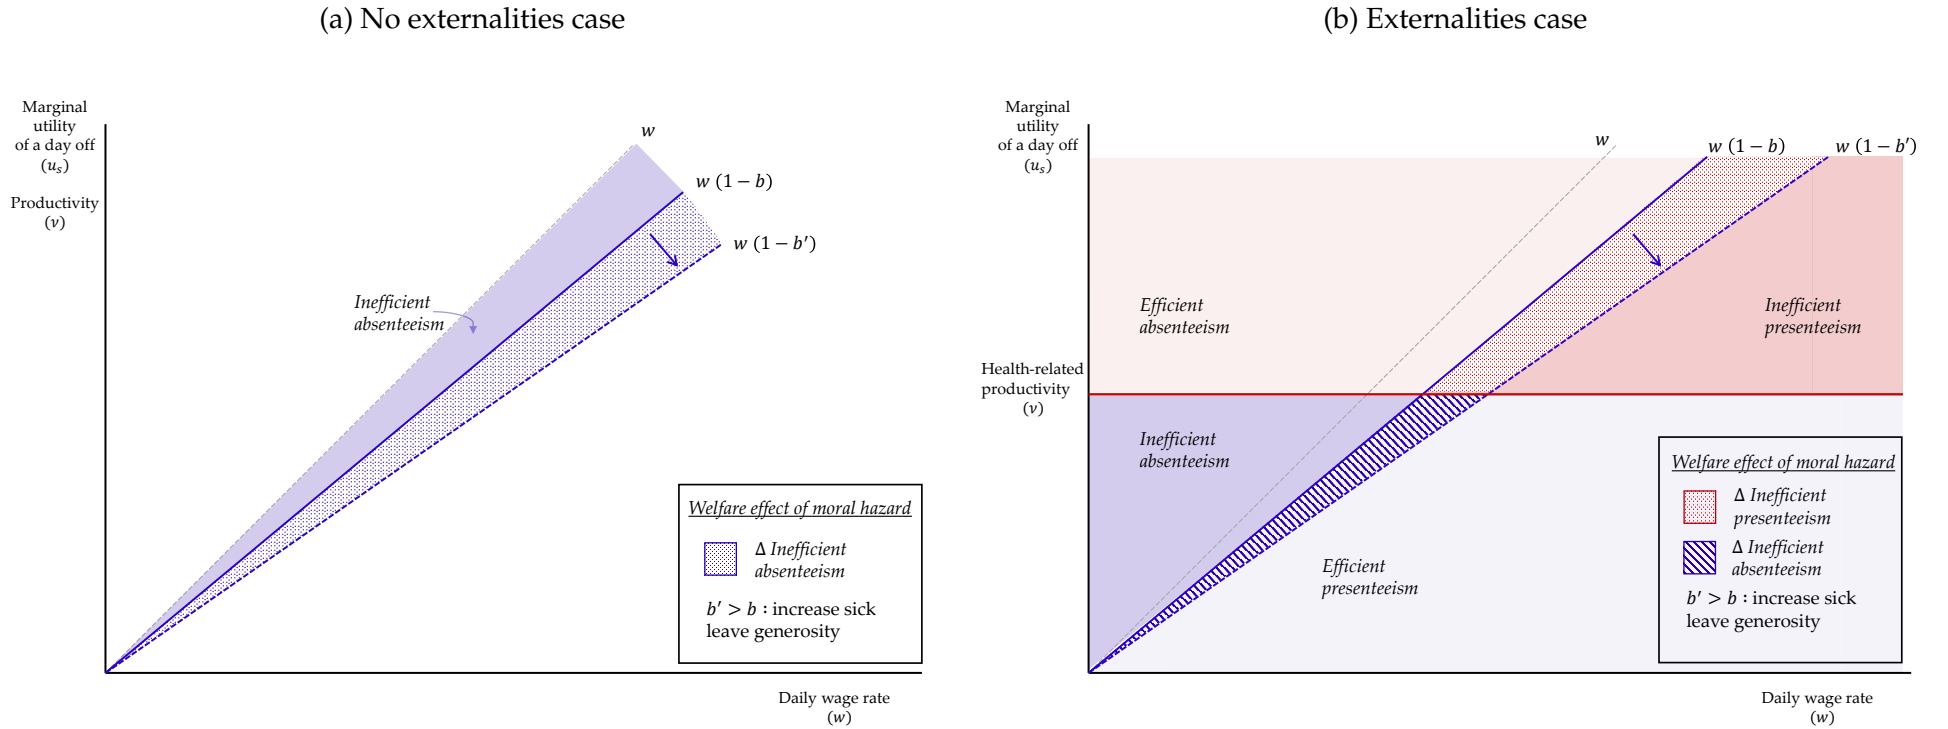 (a) No externalities case
Marginal
utility
of a day off
(u_s)
Productivity
(ν)
w
w (1 − b)
w (1 − b′)
Inefficient
absenteeism
Welfare effect of moral hazard
Δ Inefficient
absenteeism
b′ > b : increase sick
leave generosity
Daily wage rate
(w)
(b) Externalities case
Marginal
utility
of a day off
(u_s)
w
w (1 − b)
w (1 − b′)
Efficient
absenteeism
Inefficient
presenteeism
Health-related
productivity
(ν)
Inefficient
absenteeism
Efficient
presenteeism
Welfare effect of moral hazard
Δ Inefficient
presenteeism
Δ Inefficient
absenteeism
b′ > b : increase sick
leave generosity
Daily wage rate
(w)